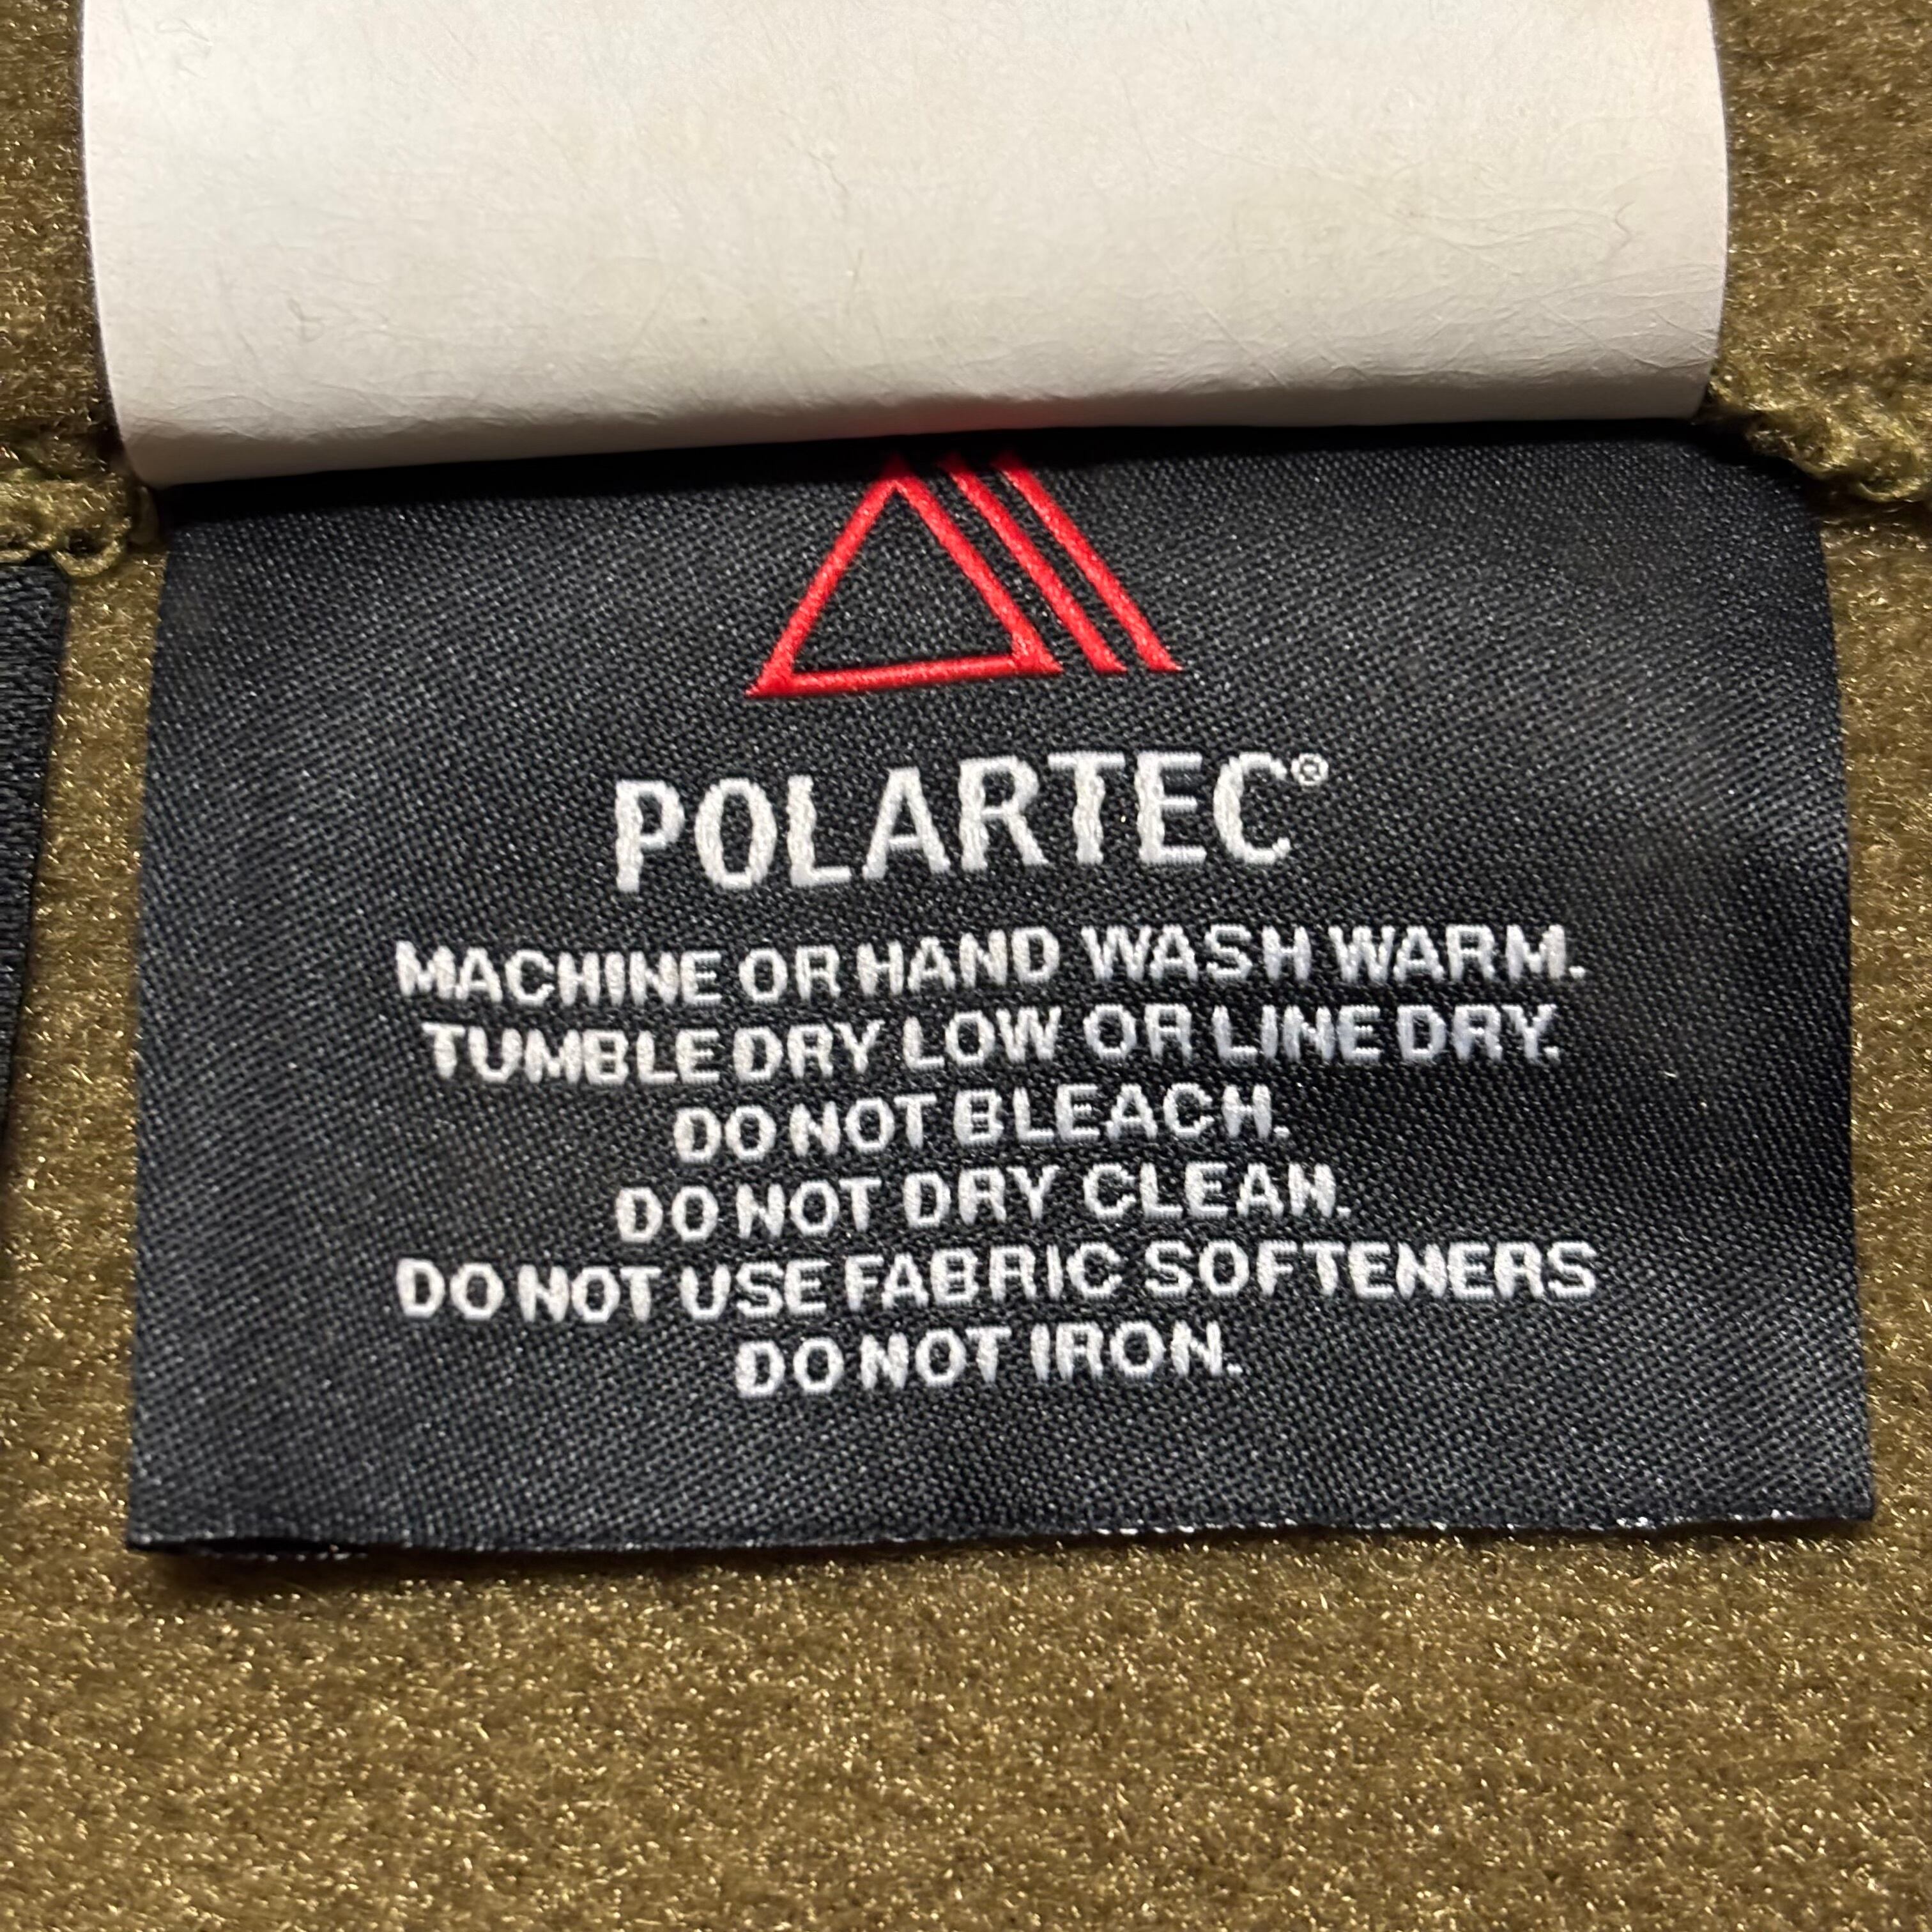 POLARTEC®
MACHINE OR HAND WASH WARM.
TUMBLE DRY LOW OR LINE DRY.
DO NOT BLEACH.
DO NOT DRY CLEAN.
DO NOT USE FABRIC SOFTENERS
DO NOT IRON.